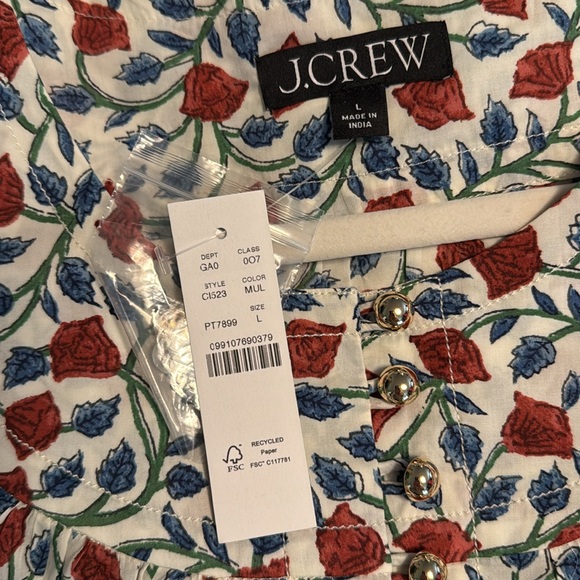 J.CREW
L
MADE IN
INDIA
DEPT CLASS
GA0 007
STYLE COLOR
CI523 MUL
SIZE
PT7899 L
099107690379
FSC
RECYCLED
Paper
FSC® C117781